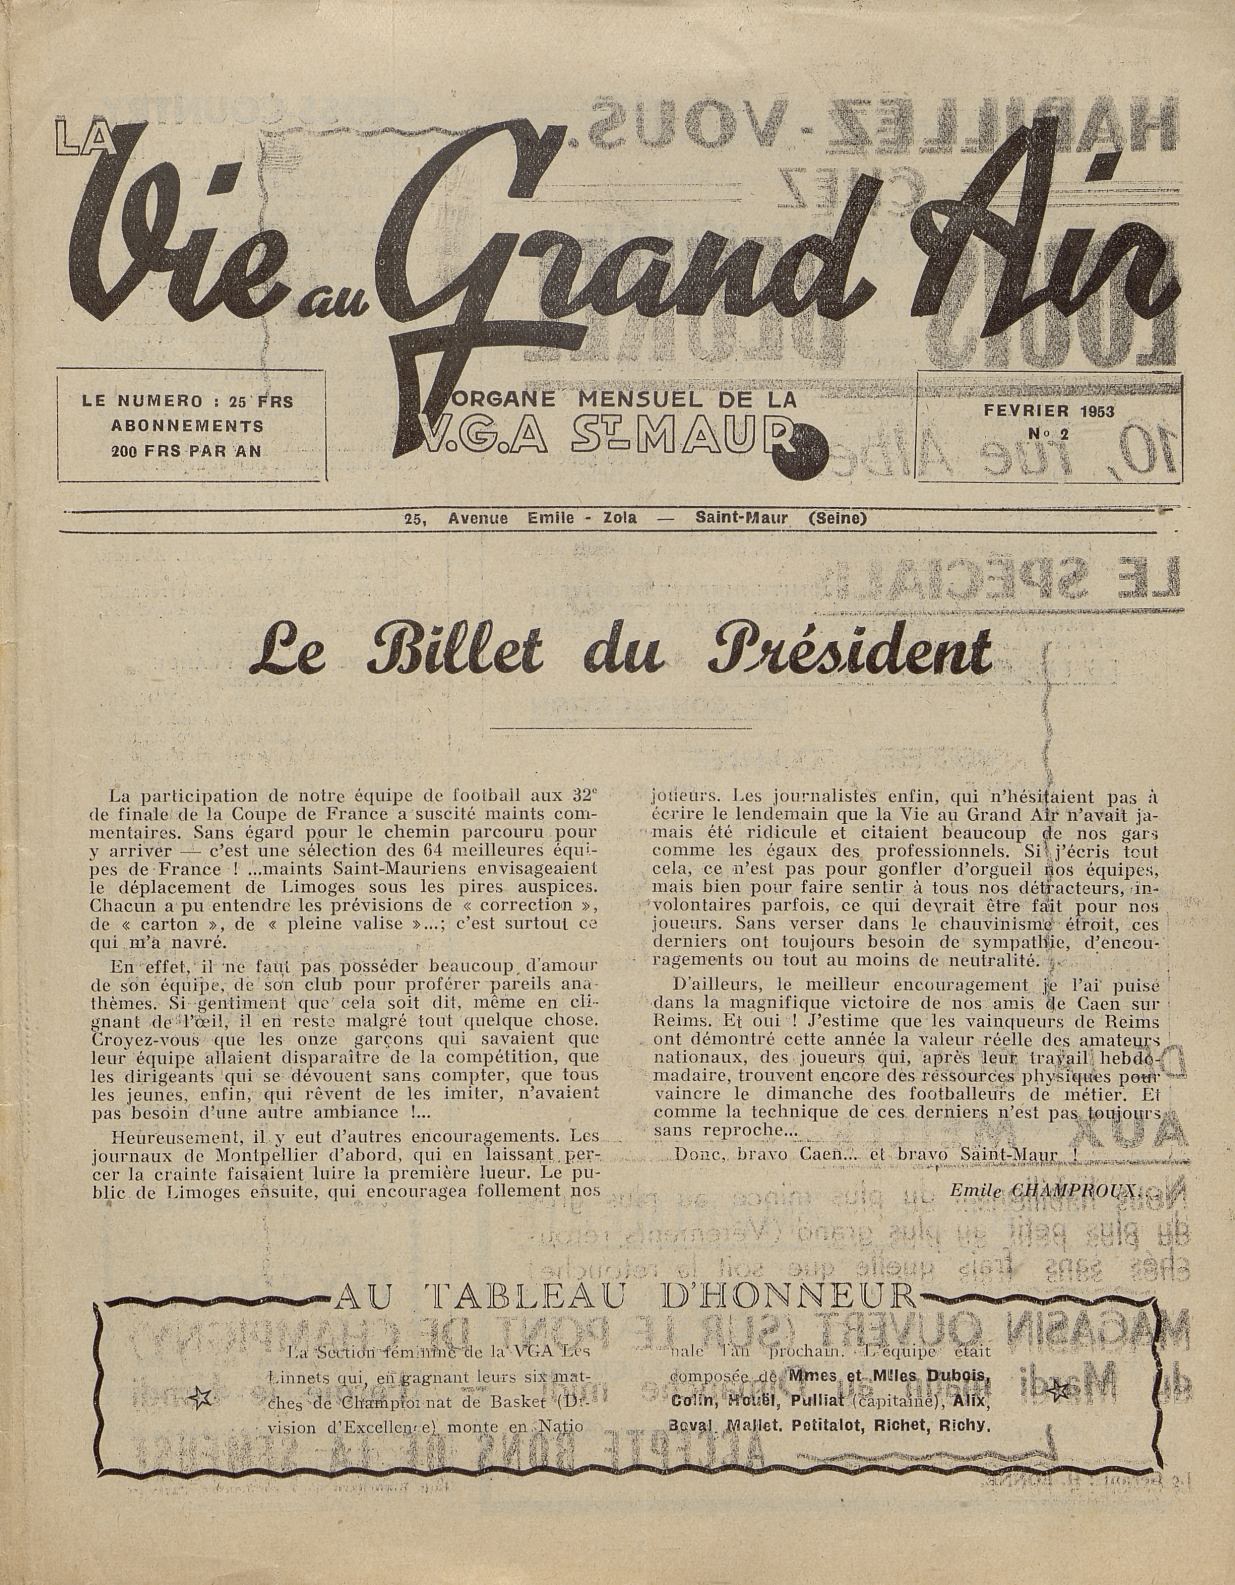 LA
Vie au Grand Air
LE NUMERO : 25 FRS
ABONNEMENTS
200 FRS PAR AN
ORGANE MENSUEL DE LA
V.G.A ST-MAUR
FEVRIER 1953
No 2
25, Avenue Emile - Zola — Saint-Maur (Seine)
Le Billet du Président
La participation de notre équipe de football aux 32e
de finale de la Coupe de France a suscité maints com-
mentaires. Sans égard pour le chemin parcouru pour
y arriver — c'est une sélection des 64 meilleures équi-
pes de France ! ...maints Saint-Mauriens envisageaient
le déplacement de Limoges sous les pires auspices.
Chacun a pu entendre les prévisions de « correction »,
de « carton », de « pleine valise »...; c'est surtout ce
qui m'a navré.
En effet, il ne faut pas posséder beaucoup d'amour
de son équipe, de son club pour proférer pareils ana-
thèmes. Si gentiment que cela soit dit, même en cli-
gnant de l'œil, il en reste malgré tout quelque chose.
Croyez-vous que les onze garçons qui savaient que
leur équipe allaient disparaître de la compétition, que
les dirigeants qui se dévouent sans compter, que tous
les jeunes, enfin, qui rêvent de les imiter, n'avaient
pas besoin d'une autre ambiance !...
Heureusement, il y eut d'autres encouragements. Les
journaux de Montpellier d'abord, qui en laissant per-
cer la crainte faisaient luire la première lueur. Le pu-
blic de Limoges ensuite, qui encouragea follement nos
joueurs. Les journalistes enfin, qui n'hésitaient pas à
écrire le lendemain que la Vie au Grand Air n'avait ja-
mais été ridicule et citaient beaucoup de nos gars
comme les égaux des professionnels. Si j'écris tout
cela, ce n'est pas pour gonfler d'orgueil nos équipes,
mais bien pour faire sentir à tous nos détracteurs, in-
volontaires parfois, ce qui devrait être fait pour nos
joueurs. Sans verser dans le chauvinisme étroit, ces
derniers ont toujours besoin de sympathie, d'encou-
ragements ou tout au moins de neutralité.
D'ailleurs, le meilleur encouragement je l'ai puisé
dans la magnifique victoire de nos amis de Caen sur
Reims. Et oui ! J'estime que les vainqueurs de Reims
ont démontré cette année la valeur réelle des amateurs
nationaux, des joueurs qui, après leur travail hebdo-
madaire, trouvent encore des ressources physiques pour
vaincre le dimanche des footballeurs de métier. Et
comme la technique de ces derniers n'est pas toujours
sans reproche...
Donc, bravo Caen... et bravo Saint-Maur !
Emile CHAMPROUX.
AU TABLEAU D'HONNEUR
La Section féminine de la VGA Les
Linnets qui, en gagnant leurs six mat-
ches de Championnat de Basket (Di-
vision d'Excellence) monte en Natio
nale l'an prochain. L'équipe était
composée de Mmes et Mlles Dubois,
Colin, Houël, Pulliat (capitaine), Alix,
Boval, Mallet, Petitalot, Richet, Richy.